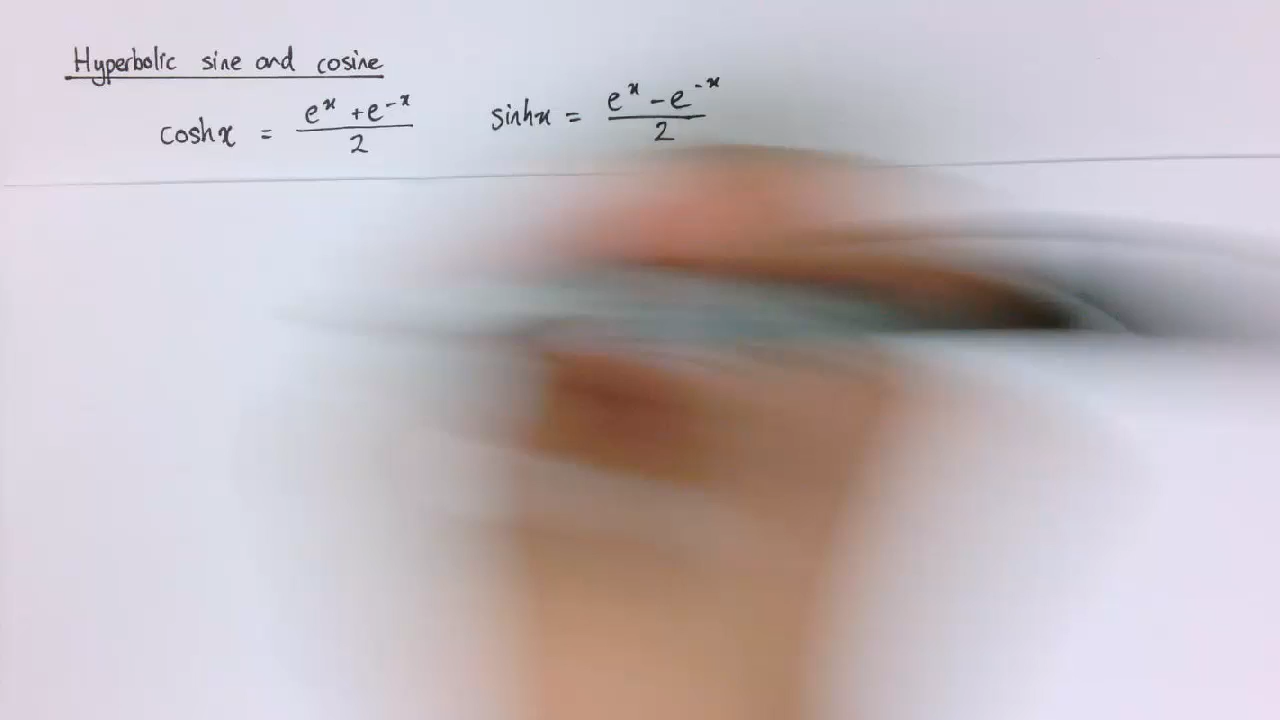 Hyperbolic sine and cosine
coshx = (e^x + e^-x)/2 sinhx = (e^x - e^-x)/2